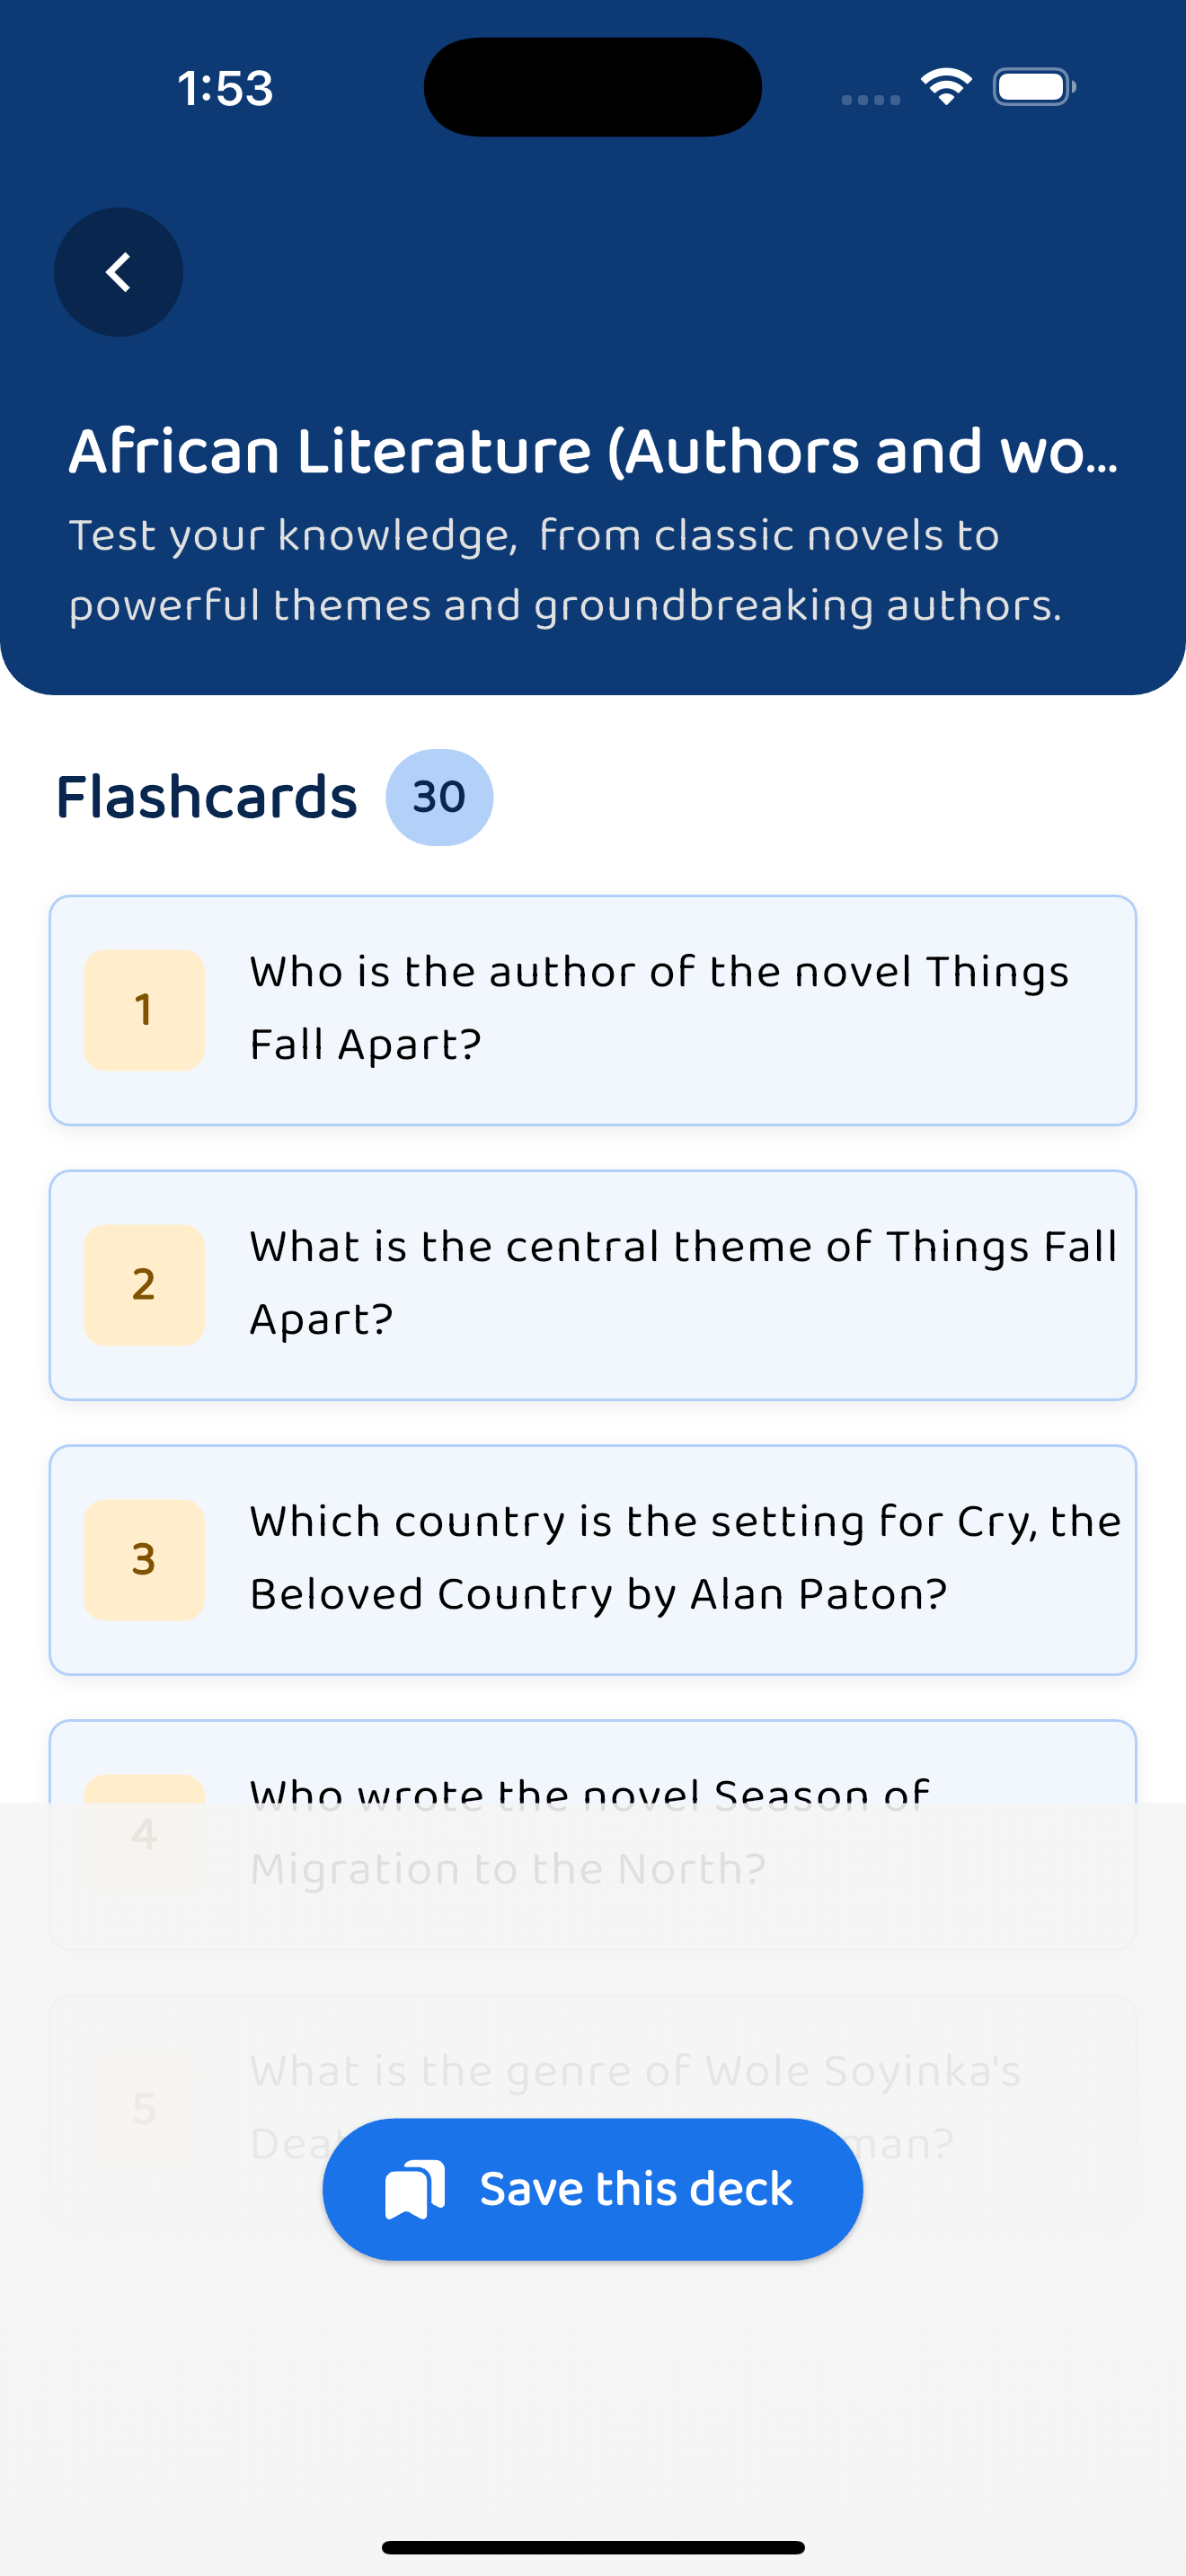 1:53
African Literature (Authors and wo...
Test your knowledge,  from classic novels to
powerful themes and groundbreaking authors.
Flashcards 30
1
Who is the author of the novel Things
Fall Apart?
2
What is the central theme of Things Fall
Apart?
3
Which country is the setting for Cry, the
Beloved Country by Alan Paton?
4
Who wrote the novel Season of
Migration to the North?
5
What is the genre of Wole Soyinka's
Save this deck